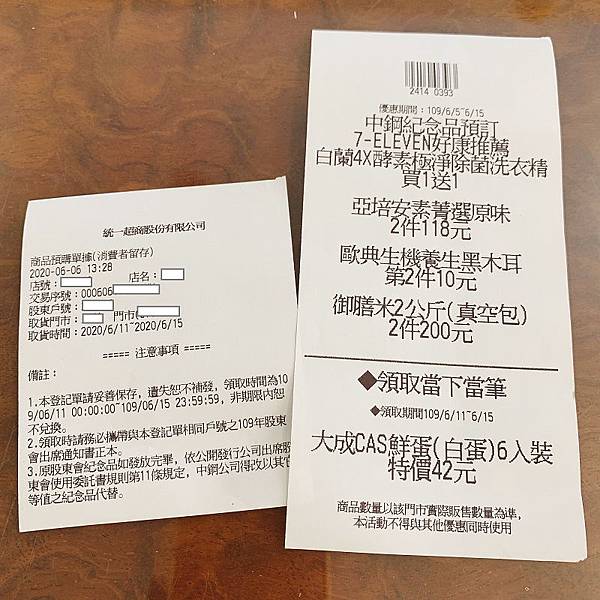 統一超商股份有限公司
商品預購單據(消費者留存)
2020-06-06 13:28
店號: 店名:
交易序號:000606
股東戶號:
取貨門市: 門市(
取貨時間:2020/6/11~2020/6/15
===== 注意事項 =====
備註:
1.本登記單請妥善保存,遺失恕不補發,領取時間為10
9/06/11 00:00:00~109/06/15 23:59:59,非期限內恕
不兌換。
2.領取時請務必攜帶與本登記單相同戶號之109年股東
會出席通知書正本。
3.原股東會紀念品如發放完畢,依公開發行公司出席股
東會使用委託書規則第11條規定,中鋼公司得改以其它
等值之紀念品代替。
2414 0393
優惠期間:109/6/5~6/15
中鋼紀念品預訂
7-ELEVEN好康推薦
白蘭4X酵素極淨除菌洗衣精
買1送1
亞培安素菁選原味
2件118元
歐典生機養生黑木耳
第2件10元
御膳米2公斤(真空包)
2件200元
◆領取當下當筆
◆領取期間109/6/11~6/15
大成CAS鮮蛋(白蛋)6入裝
特價42元
商品數量以該門市實際販售數量為準,
本活動不得與其他優惠同時使用